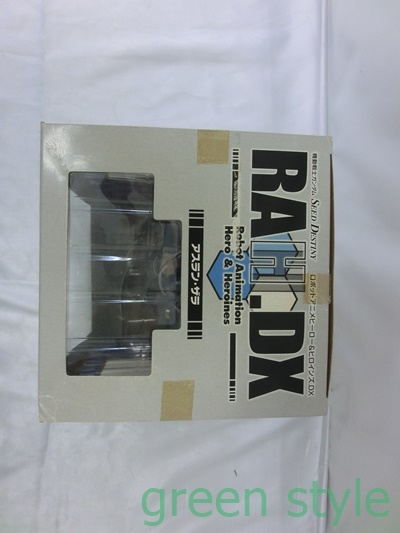 機動戦士ガンダム SEED DESTINY
ロボットアニメヒーロー&ヒロインズDX
RAH.DX
Robot Animation
Hero & Heroines
アスラン・ザラ
green style